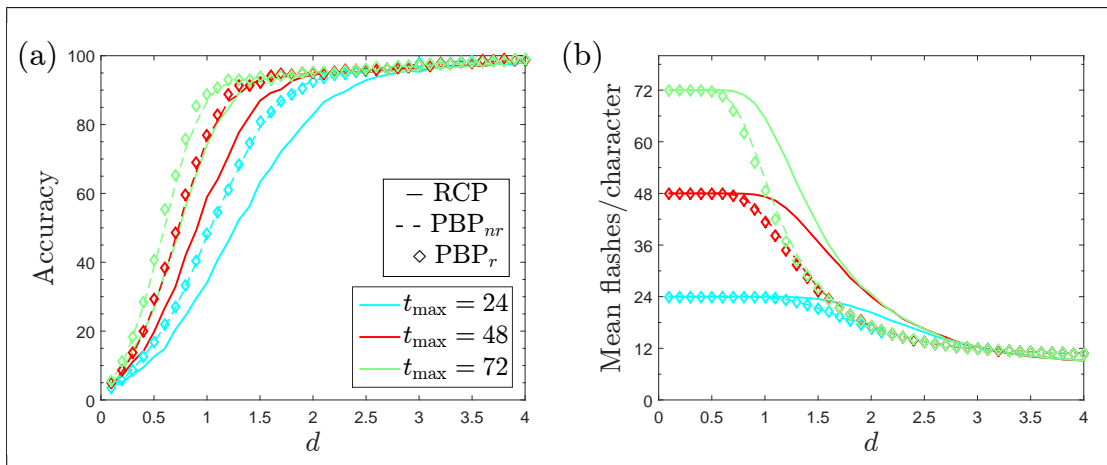 (a)
Accuracy
100
80
60
40
20
0
0 0.5 1 1.5 2 2.5 3 3.5 4
d
— RCP
-- PBP_nr
◇ PBP_r
t_max = 24
t_max = 48
t_max = 72
(b)
Mean flashes/character
72
60
48
36
24
12
0
0 0.5 1 1.5 2 2.5 3 3.5 4
d